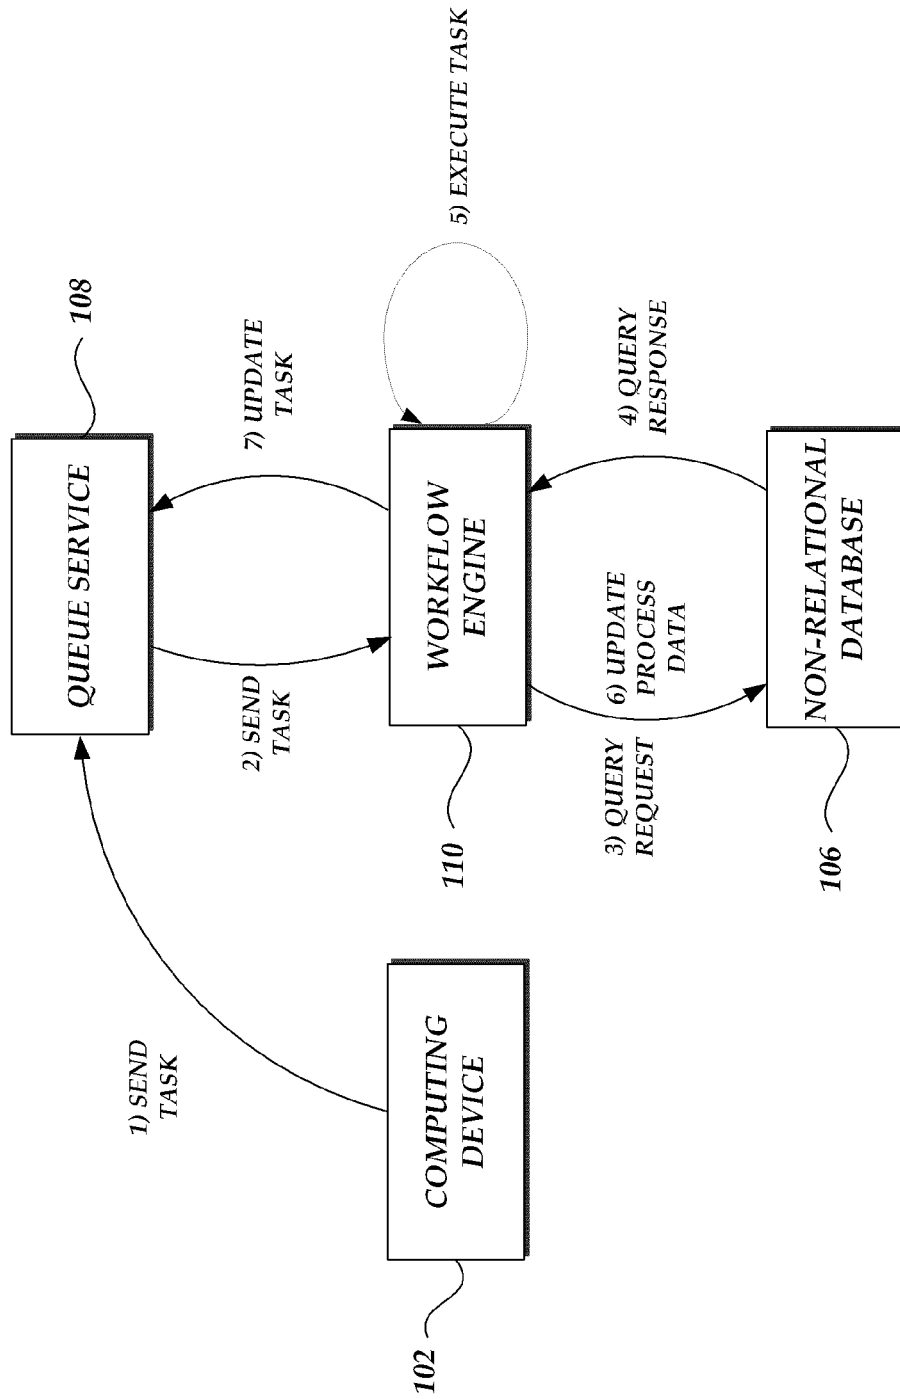 1) SEND
TASK
QUEUE SERVICE
108
2) SEND
TASK
7) UPDATE
TASK
102
COMPUTING
DEVICE
110
WORKFLOW
ENGINE
5) EXECUTE TASK
3) QUERY
REQUEST
6) UPDATE
PROCESS
DATA
4) QUERY
RESPONSE
106
NON-RELATIONAL
DATABASE